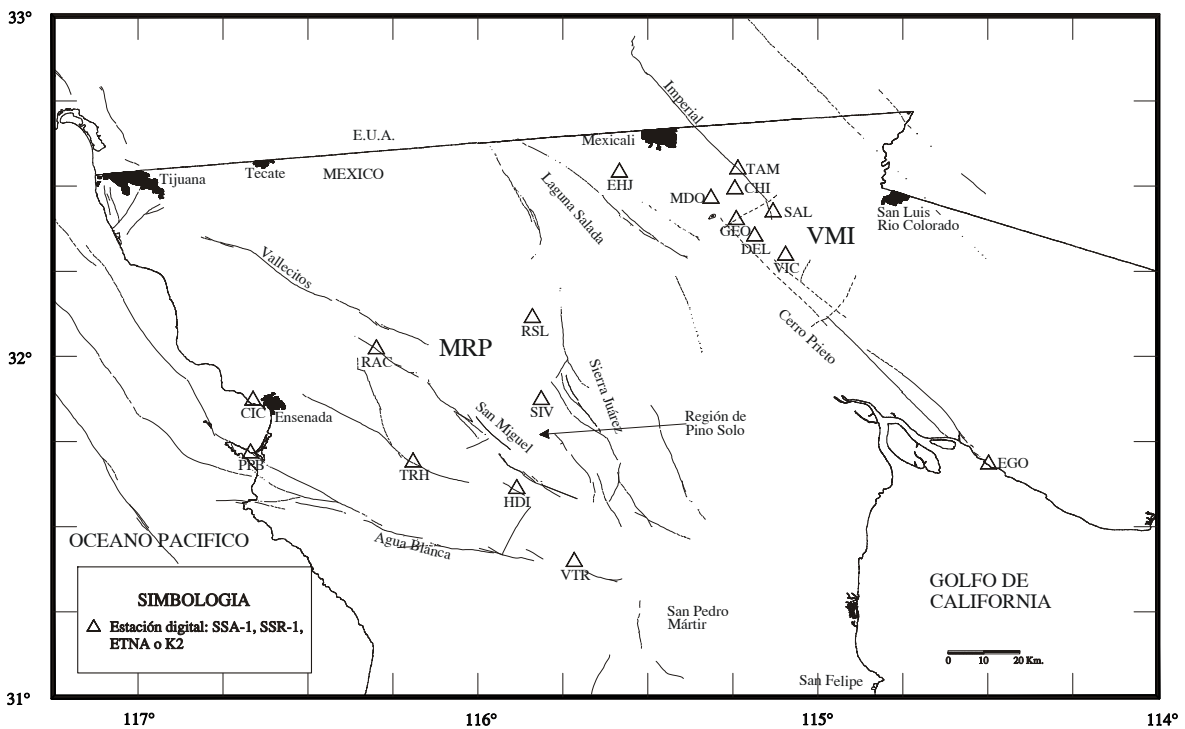 33°
Imperial
E.U.A.
Mexicali
Tijuana
Tecate
MEXICO
EHJ
TAM
CHI
MDO
SAL
San Luis
Rio Colorado
Laguna Salada
GEO
DEL
VMI
VIC
Vallecitos
RSL
Cerro Prieto
32°
MRP
RAC
Sierra Juárez
CIC
Ensenada
SIV
San Miguel
Región de
Pino Solo
PPB
TRH
EGO
HDI
OCEANO PACIFICO
Agua Blanca
VTR
GOLFO DE
CALIFORNIA
SIMBOLOGIA
Estación digital: SSA-1, SSR-1,
ETNA o K2
San Pedro
Mártir
0 10 20 Km.
San Felipe
31°
117° 116° 115° 114°